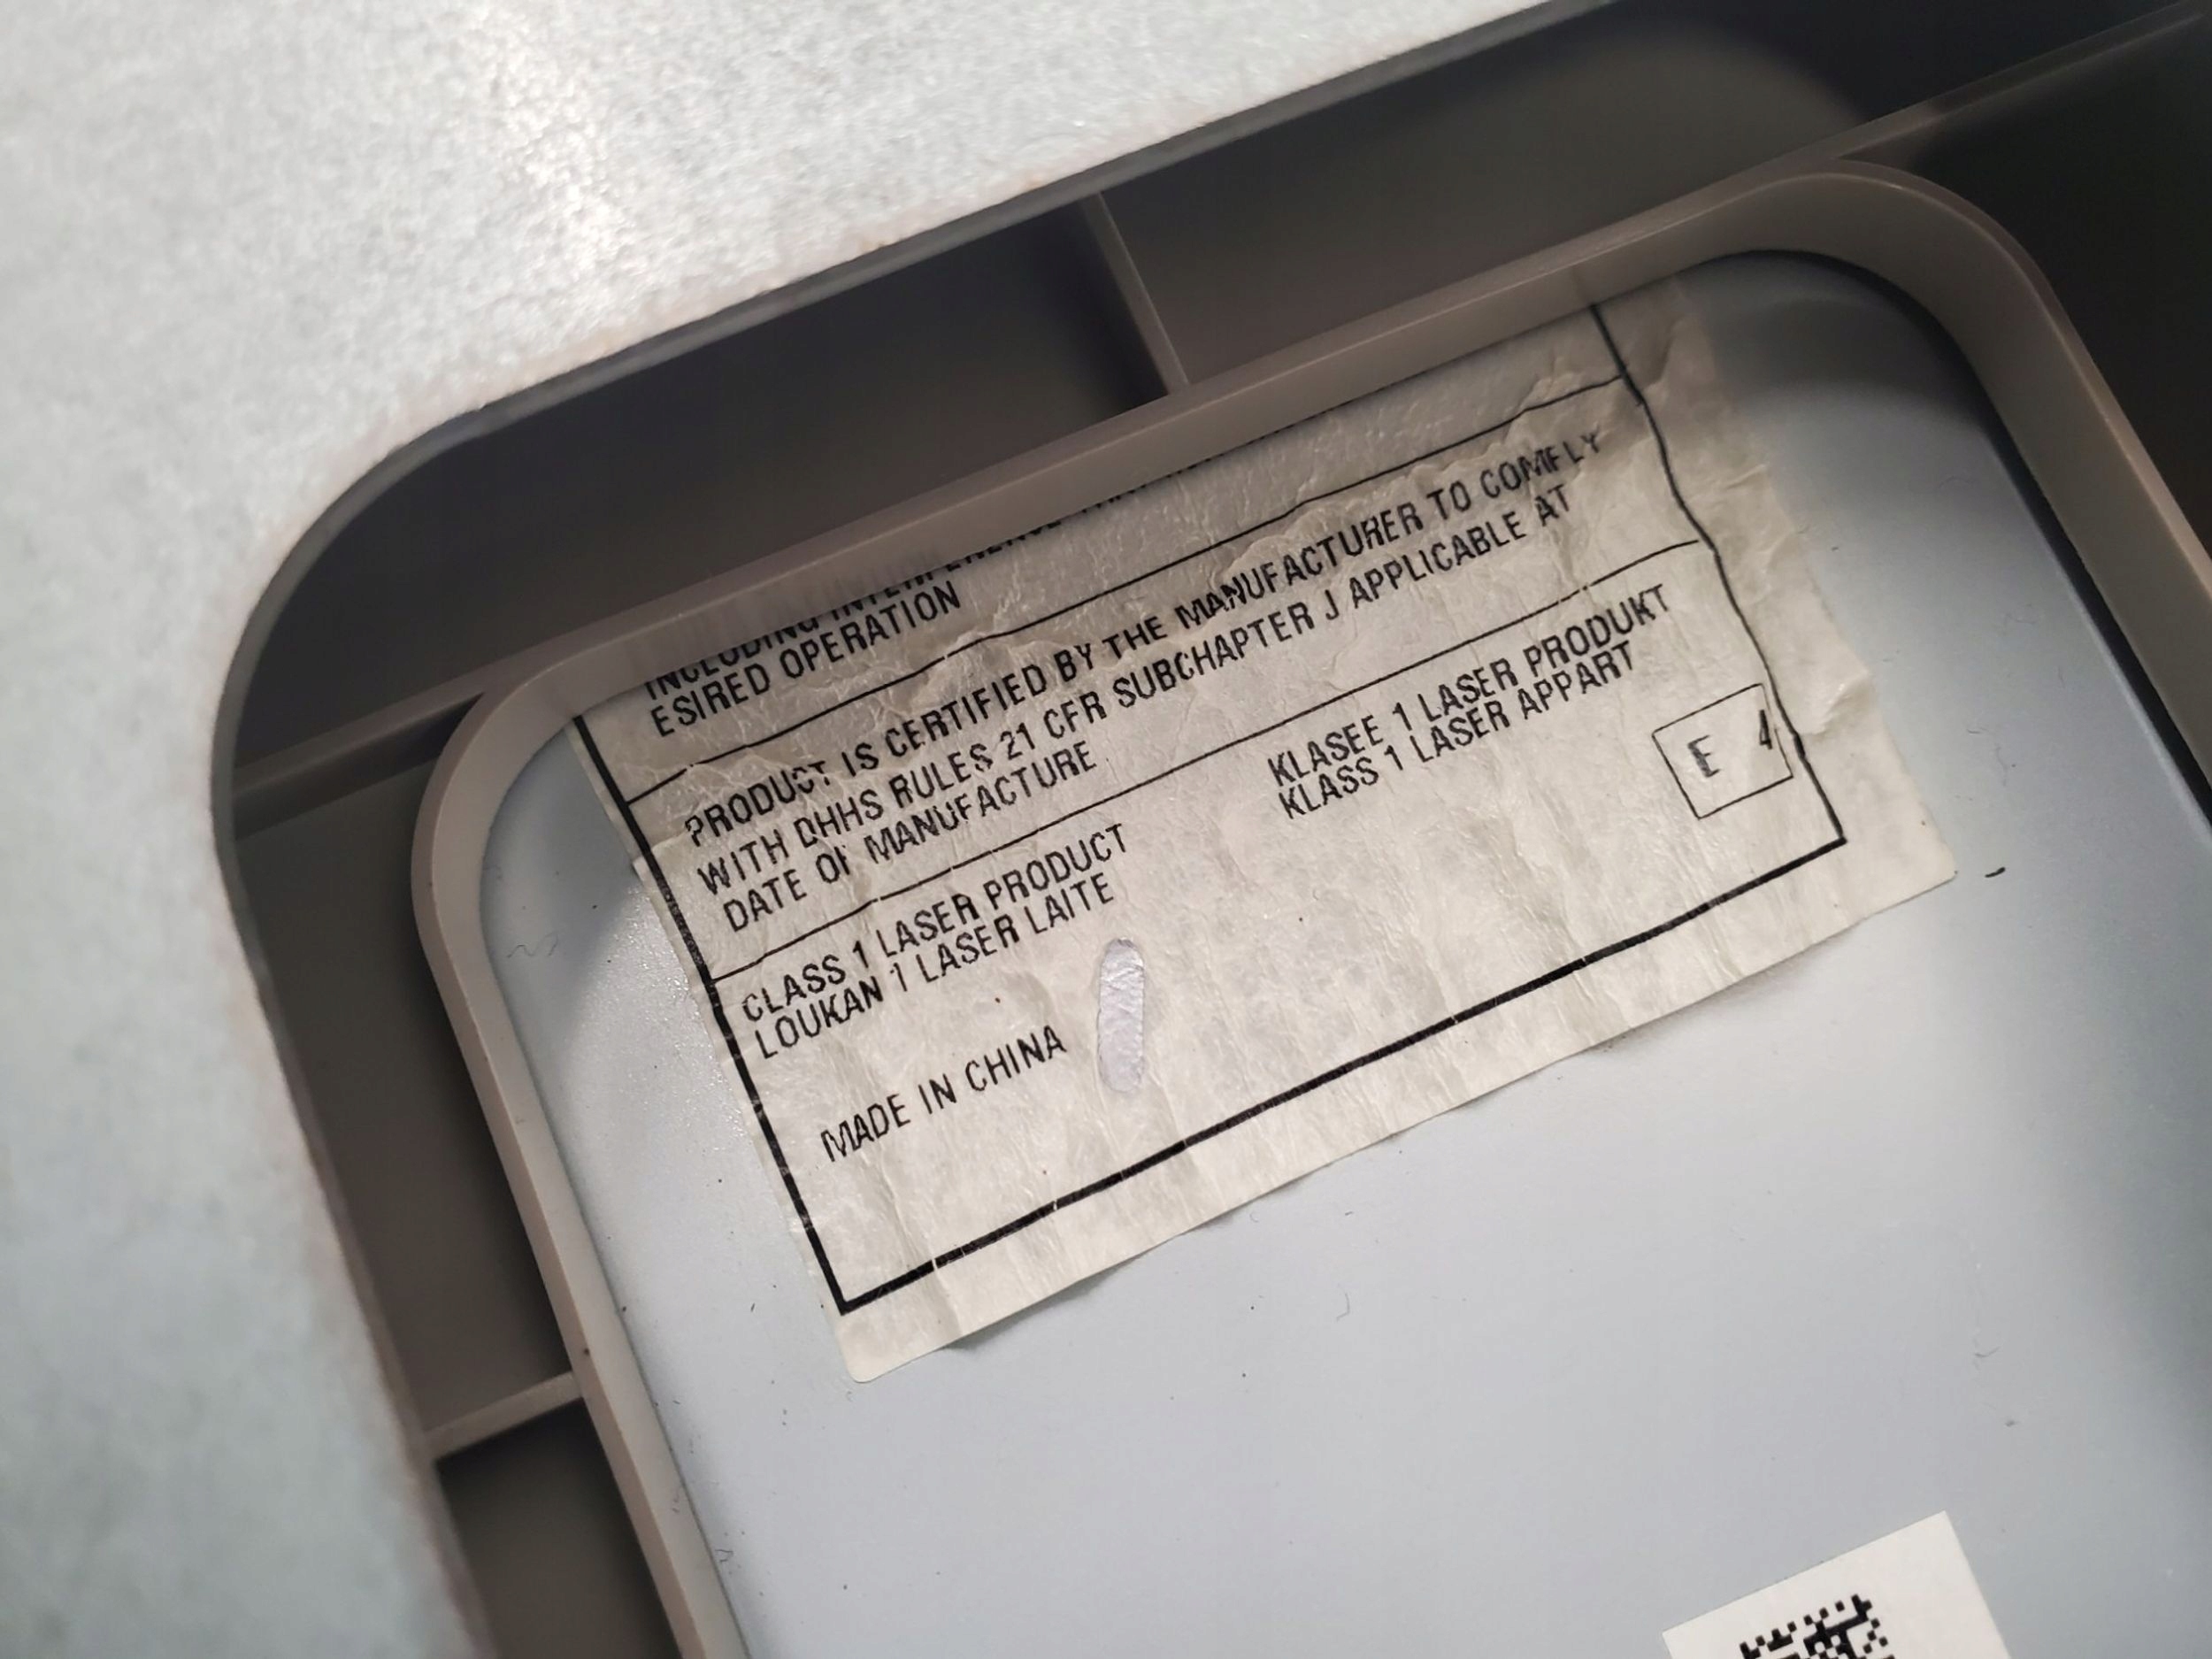 INCLUDING INTERFERENCE
ESIRED OPERATION
PRODUCT IS CERTIFIED BY THE MANUFACTURER TO COMPLY
WITH DHHS RULES 21 CFR SUBCHAPTER J APPLICABLE AT
DATE OF MANUFACTURE
CLASS 1 LASER PRODUCT
LOUKAN 1 LASER LAITE
KLASEE 1 LASER PRODUKT
KLASS 1 LASER APPART
E 4
MADE IN CHINA